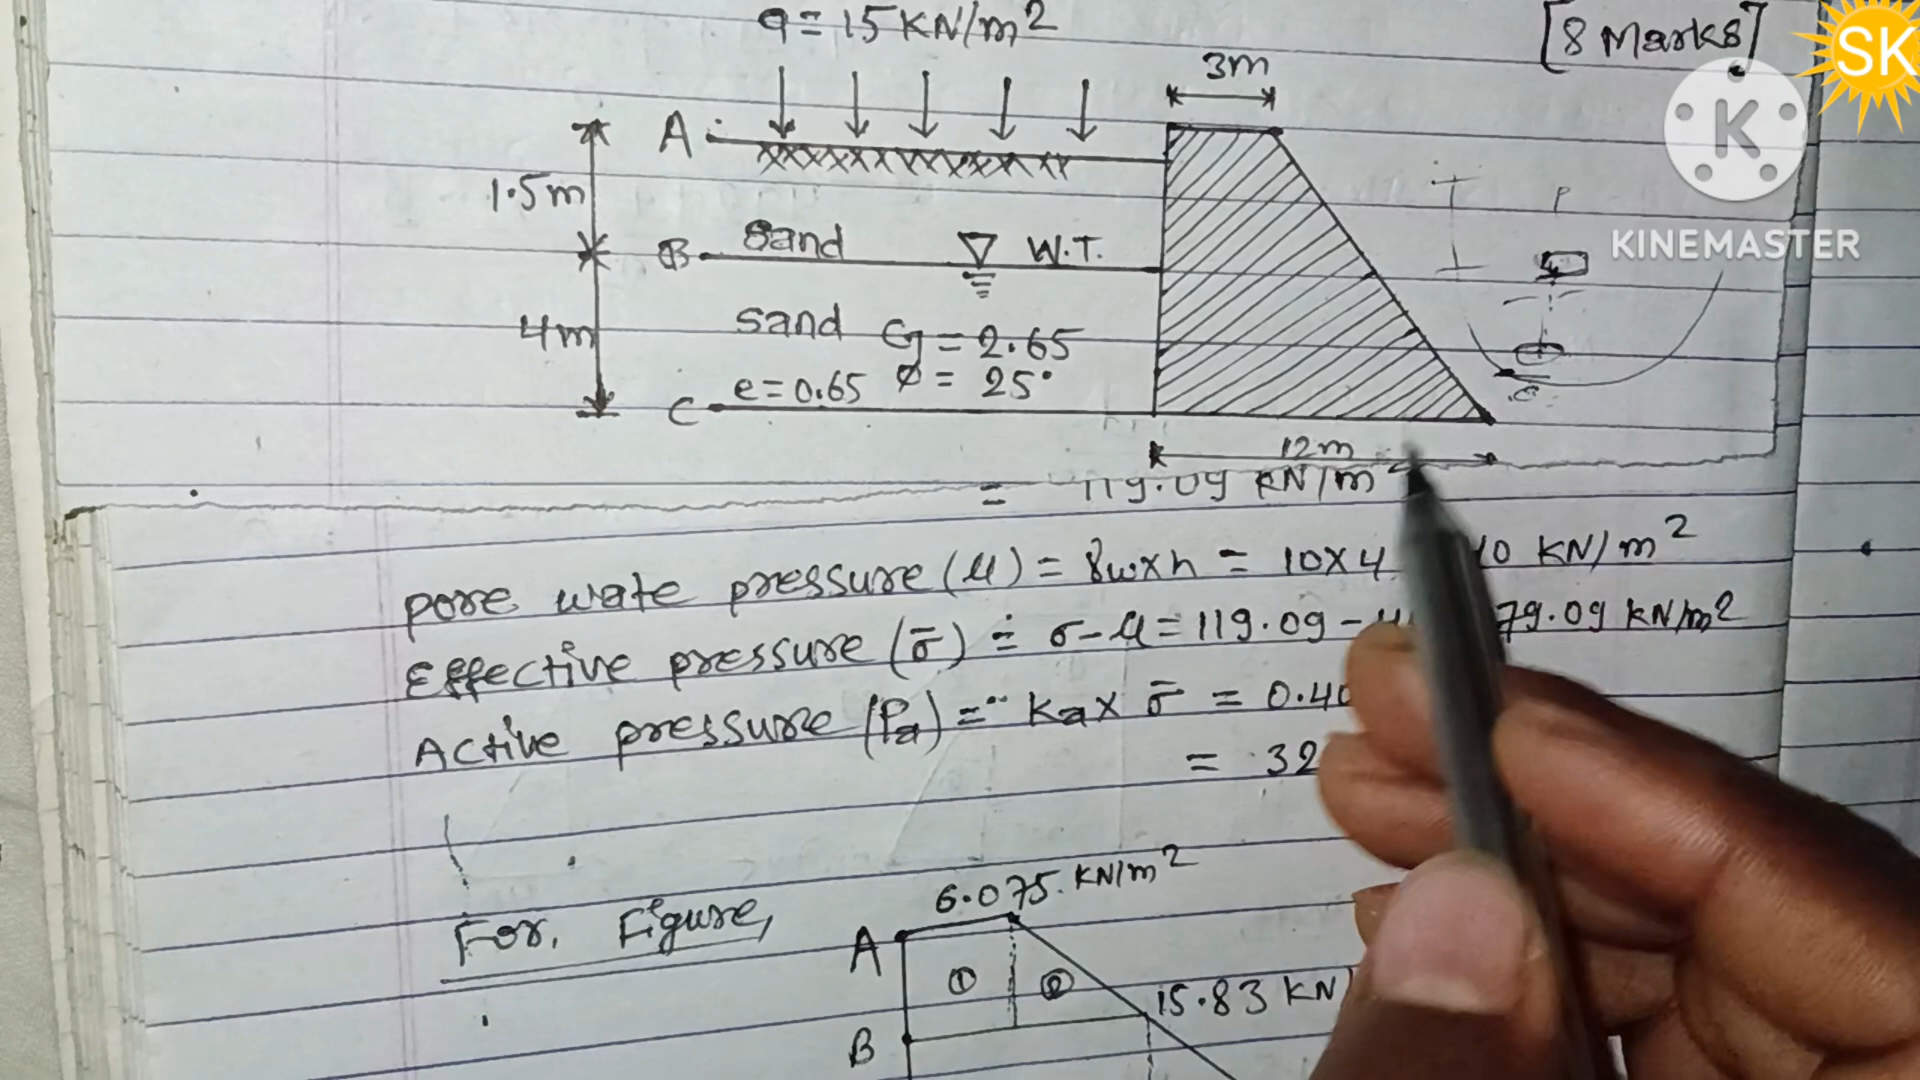 q = 15 KN/m2
[8 Marks]
SK
3m
K
KINEMASTER
A
1.5m
P
B
Sand
W.T.
4m
Sand G = 2.65
e = 0.65 ø = 25°
C
12m
= 119.09 KN/m2
pore wate pressure (u) = γw×h = 10×4 40 KN/m2
Effective pressure (σ̄) = σ-u = 119.09 - 79.09 KN/m2
Active pressure (Pa) = Ka × σ̄ = 0.40
= 32
For. Figure,
6.075. KN/m2
A
① ②
15.83 KN
B